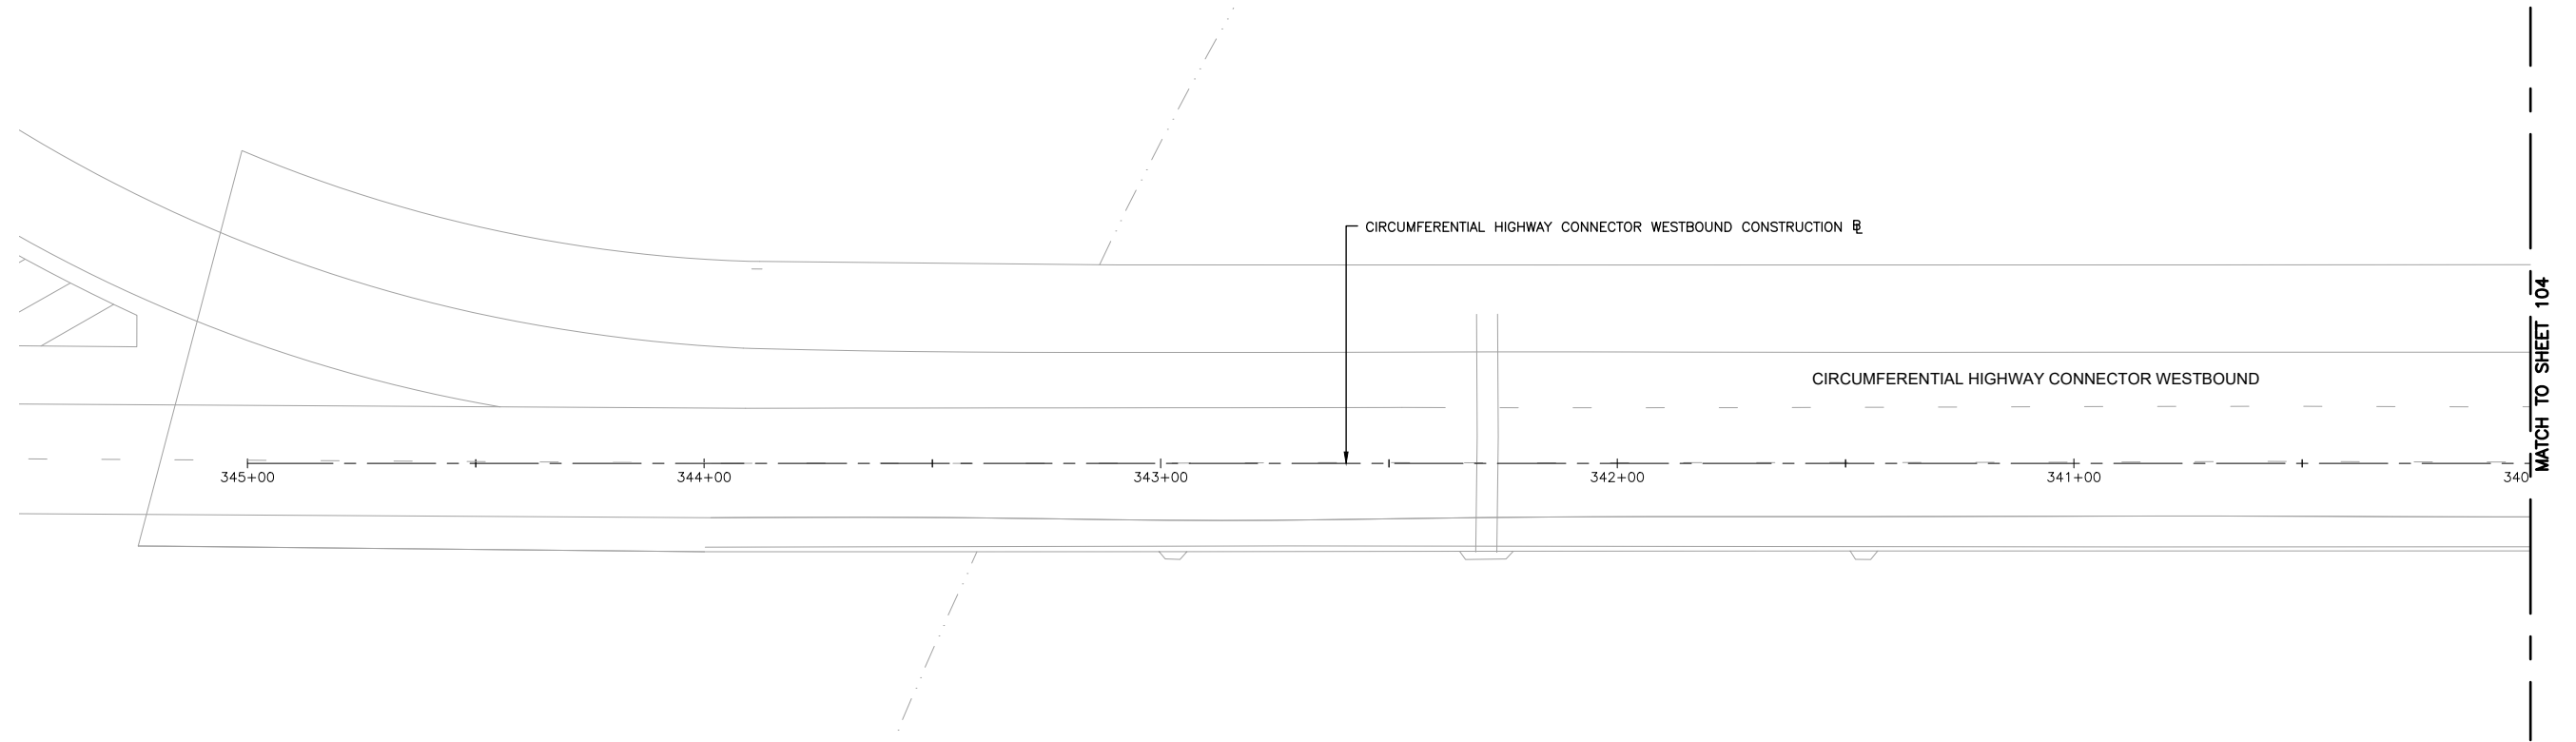 CIRCUMFERENTIAL HIGHWAY CONNECTOR WESTBOUND CONSTRUCTION ⅊
MATCH TO SHEET 104
CIRCUMFERENTIAL HIGHWAY CONNECTOR WESTBOUND
345+00
344+00
343+00
342+00
341+00
340